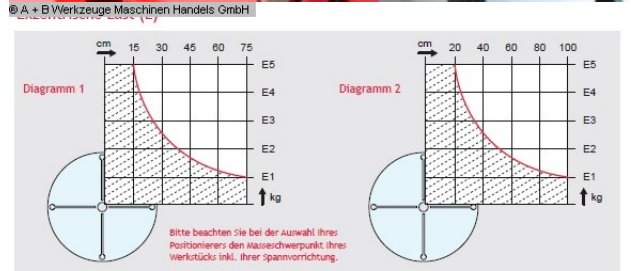 ® A + B Werkzeuge Maschinen Handels GmbH
Exzentrische Last (E)
cm 15 30 45 60 75
E5
E4
E3
E2
E1
kg
Diagramm 1
cm 20 40 60 80 100
E5
E4
E3
E2
E1
kg
Diagramm 2
Bitte beachten Sie bei der Auswahl Ihres
Positionierers den Masseschwerpunkt Ihres
Werkstücks inkl. Ihrer Spannvorrichtung.